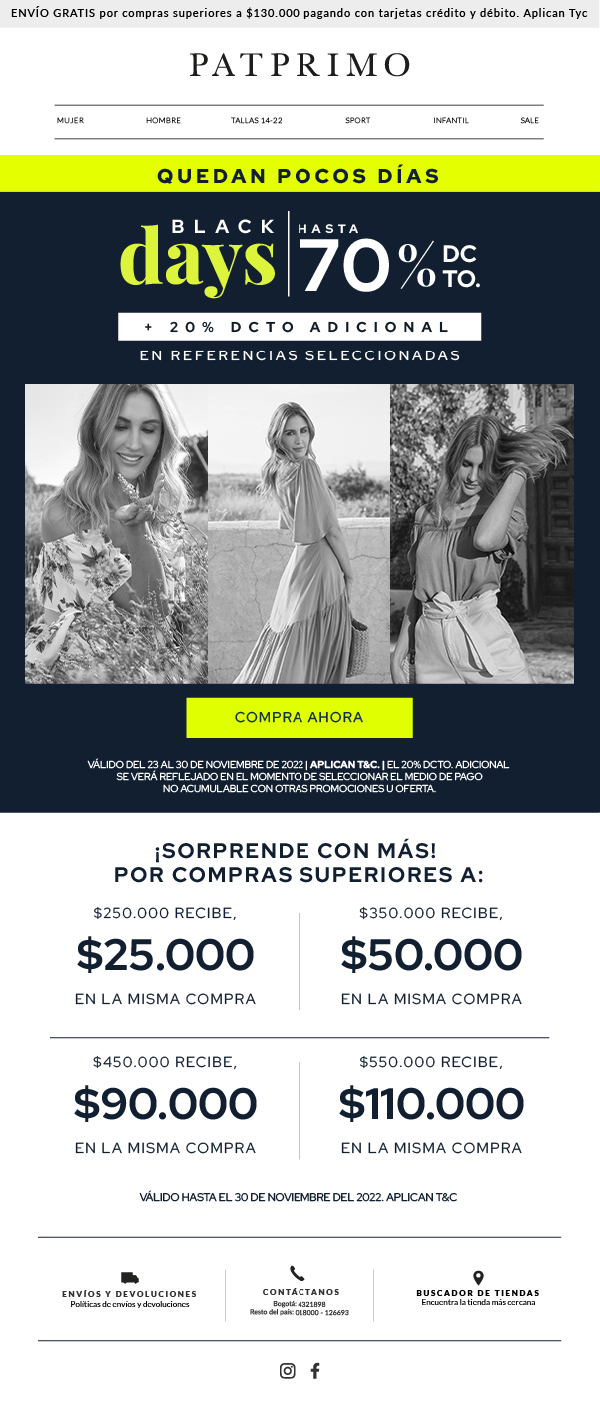 ENVÍO GRATIS por compras superiores a $130.000 pagando con tarjetas crédito y débito. Aplican Tyc
PATPRIMO
MUJER HOMBRE TALLAS 14-22 SPORT INFANTIL SALE
QUEDAN POCOS DÍAS
BLACK days
HASTA 70% DCTO.
+ 20% DCTO ADICIONAL
EN REFERENCIAS SELECCIONADAS
COMPRA AHORA
VÁLIDO DEL 23 AL 30 DE NOVIEMBRE DE 2022 | APLICAN T&C. | EL 20% DCTO. ADICIONAL
SE VERÁ REFLEJADO EN EL MOMENTO DE SELECCIONAR EL MEDIO DE PAGO
NO ACUMULABLE CON OTRAS PROMOCIONES U OFERTA.
¡SORPRENDE CON MÁS!
POR COMPRAS SUPERIORES A:
$250.000 RECIBE,
$25.000
EN LA MISMA COMPRA
$350.000 RECIBE,
$50.000
EN LA MISMA COMPRA
$450.000 RECIBE,
$90.000
EN LA MISMA COMPRA
$550.000 RECIBE,
$110.000
EN LA MISMA COMPRA
VÁLIDO HASTA EL 30 DE NOVIEMBRE DEL 2022. APLICAN T&C
ENVÍOS Y DEVOLUCIONES
Políticas de envíos y devoluciones
CONTÁCTANOS
Bogotá: 4321898
Resto del país: 018000 - 126693
BUSCADOR DE TIENDAS
Encuentra la tienda más cercana